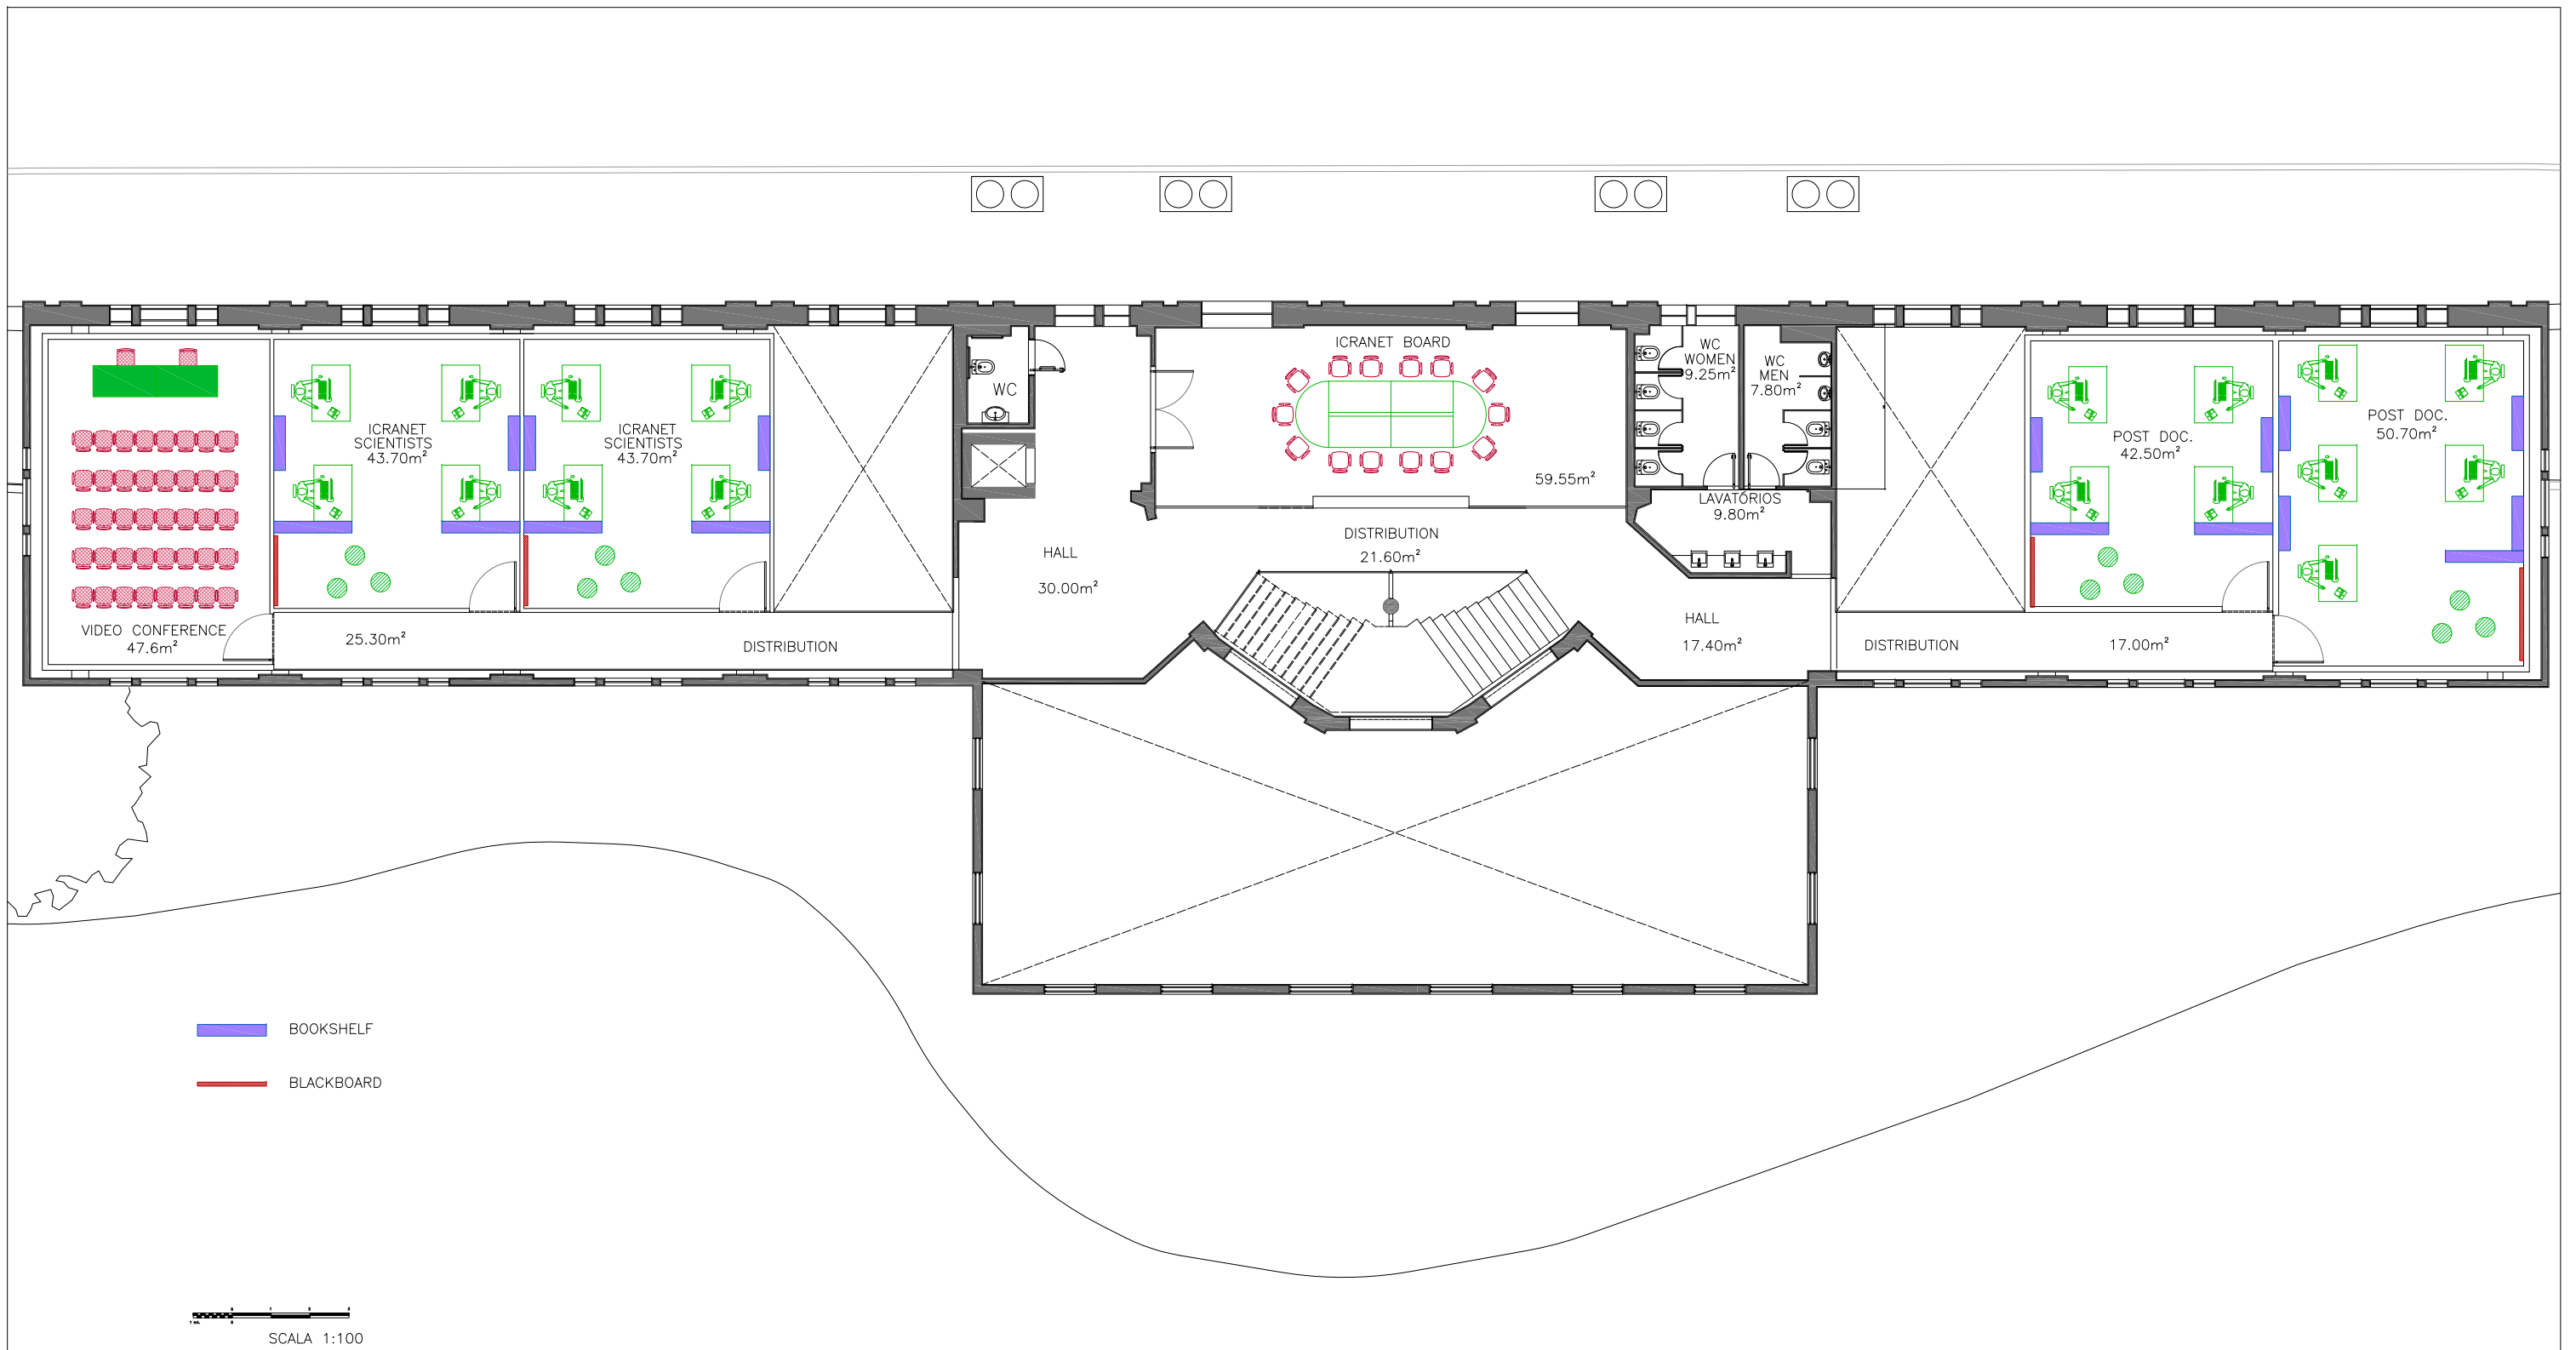 ICRANET BOARD
59.55m²
WC
WC
WOMEN
9.25m²
WC
MEN
7.80m²
LAVATÓRIOS
9.80m²
ICRANET
SCIENTISTS
43.70m²
ICRANET
SCIENTISTS
43.70m²
POST DOC.
42.50m²
POST DOC.
50.70m²
DISTRIBUTION
21.60m²
HALL
30.00m²
HALL
17.40m²
VIDEO CONFERENCE
47.6m²
25.30m²
DISTRIBUTION
DISTRIBUTION
17.00m²
BOOKSHELF
BLACKBOARD
SCALA 1:100